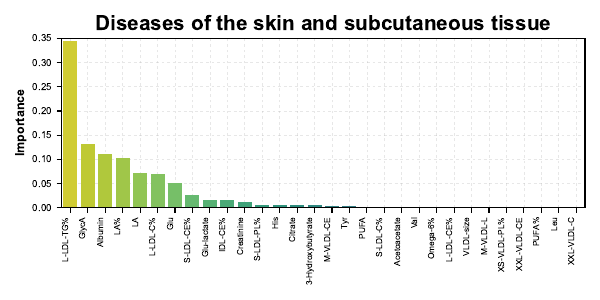 Diseases of the skin and subcutaneous tissue
Importance
0.35
0.30
0.25
0.20
0.15
0.10
0.05
0.00
L-LDL-TG%
GlycA
Albumin
LA%
LA
L-LDL-C%
Glu
S-LDL-CE%
Glu-lactate
IDL-CE%
Creatinine
S-LDL-PL%
His
Citrate
3-Hydroxybutyrate
M-VLDL-CE
Tyr
PUFA
S-LDL-C%
Acetoacetate
Val
Omega-6%
L-LDL-CE%
VLDL-size
M-VLDL-L
XS-VLDL-PL%
XXL-VLDL-CE
PUFA%
Leu
XXL-VLDL-C